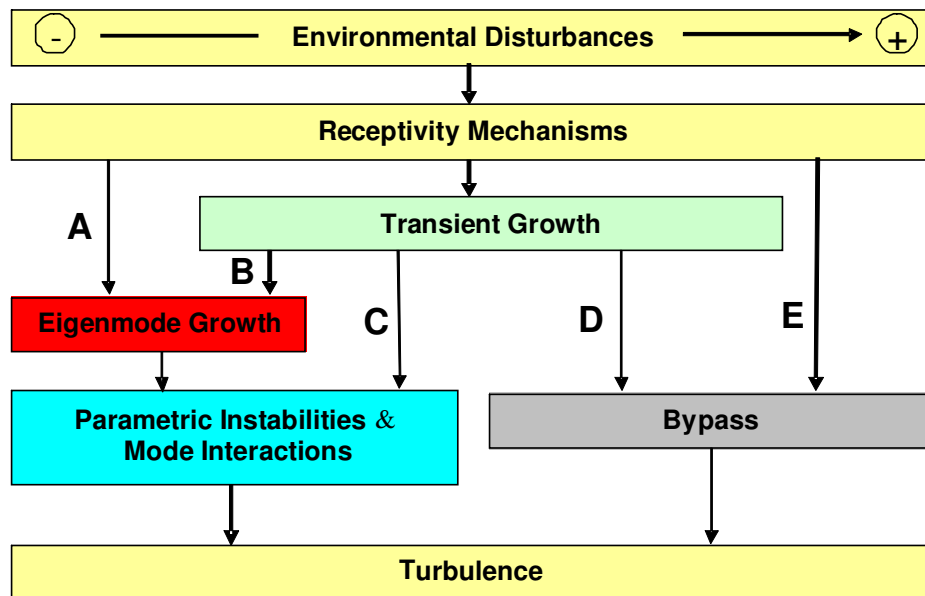 - Environmental Disturbances +
Receptivity Mechanisms
A
Transient Growth
B
Eigenmode Growth
C
D
E
Parametric Instabilities &
Mode Interactions
Bypass
Turbulence